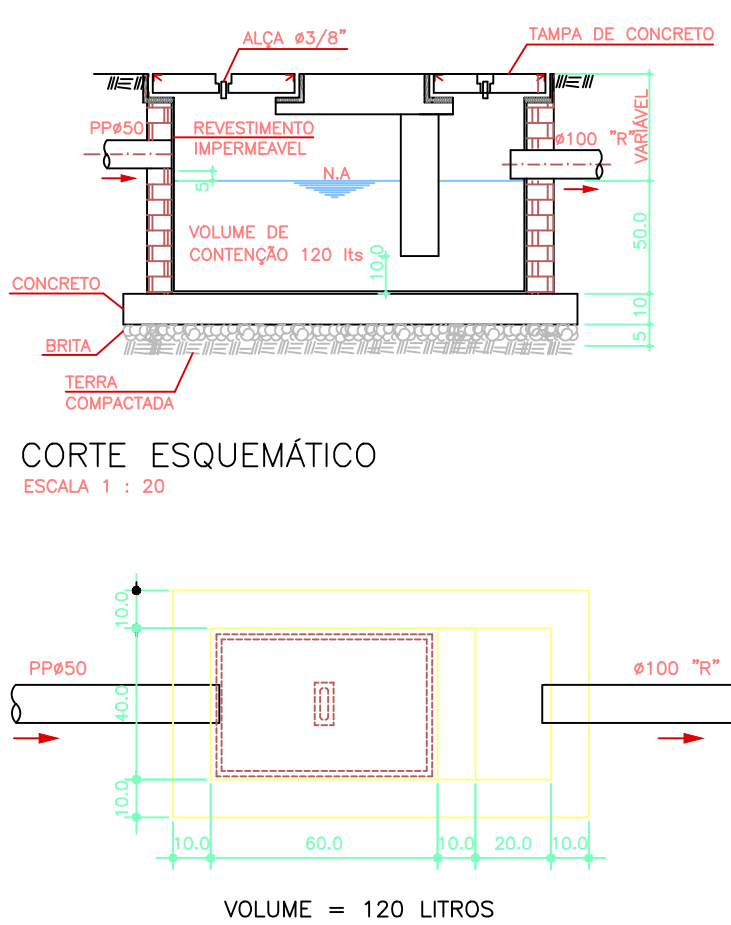 ALÇA ø3/8"
TAMPA DE CONCRETO
PPø50
REVESTIMENTO
IMPERMEAVEL
ø100 "R"
VARIÁVEL
N.A
5
VOLUME DE
CONTENÇÃO 120 lts
10.0
50.0
CONCRETO
10
BRITA
5
TERRA
COMPACTADA
CORTE ESQUEMÁTICO
ESCALA 1 : 20
10.0
PPø50
ø100 "R"
40.0
10.0
10.0
60.0
10.0
20.0
10.0
VOLUME = 120 LITROS